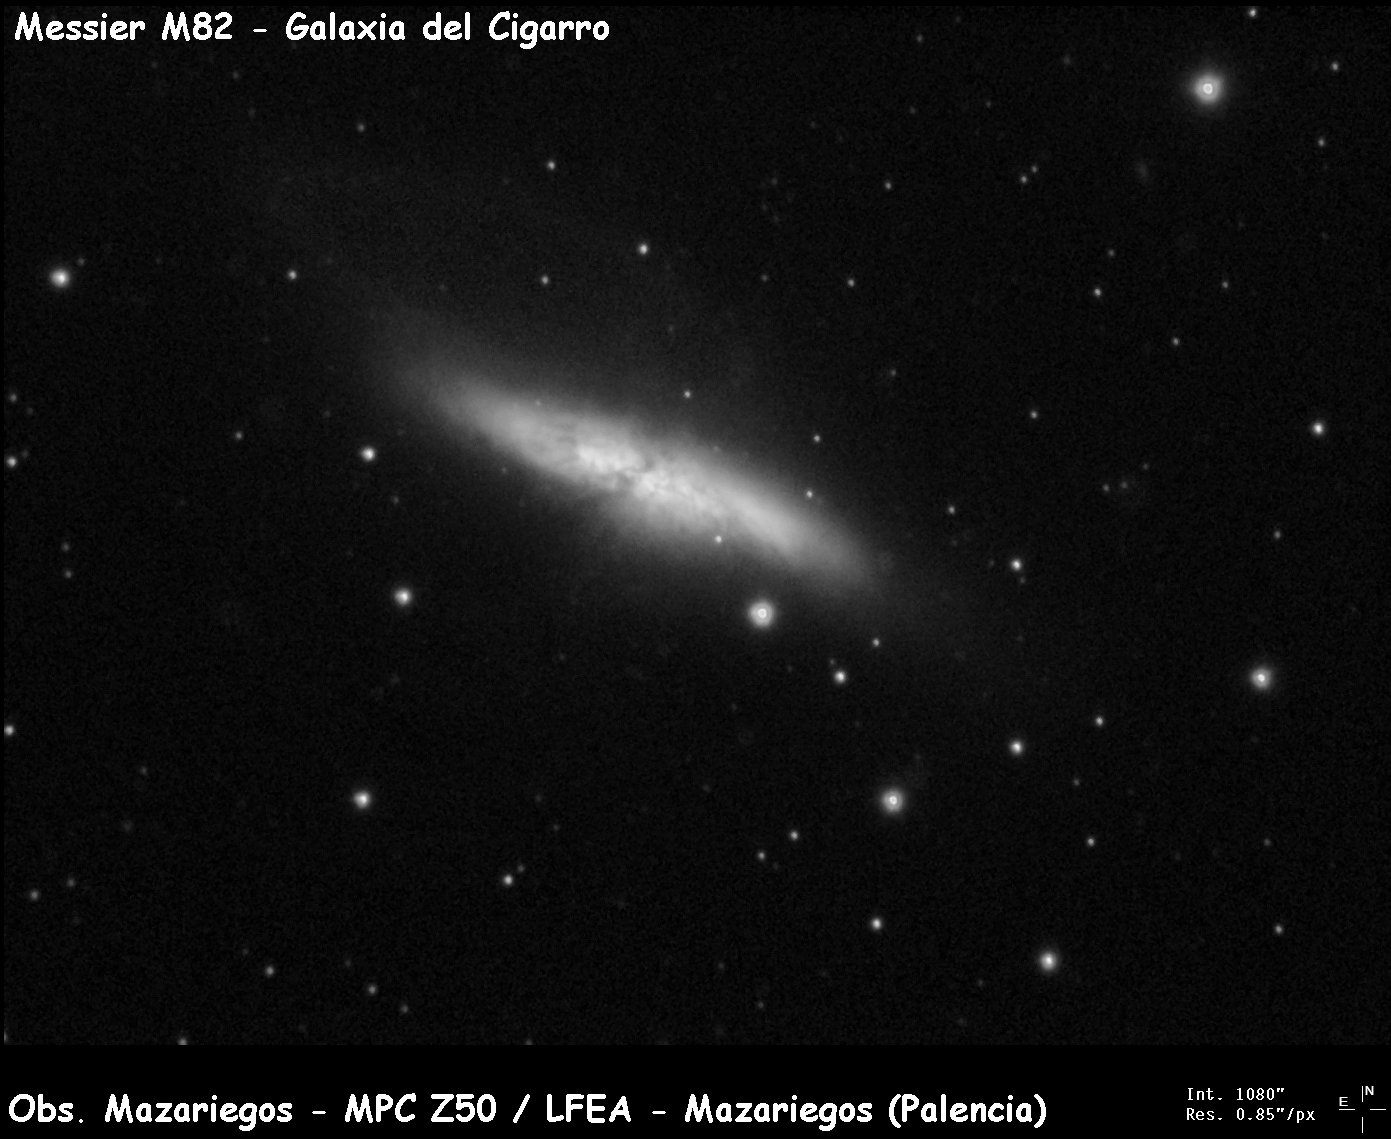 Messier M82 - Galaxia del Cigarro
Obs. Mazariegos - MPC Z50 / LFEA - Mazariegos (Palencia)
Int. 1080"
Res. 0.85"/px
N
E